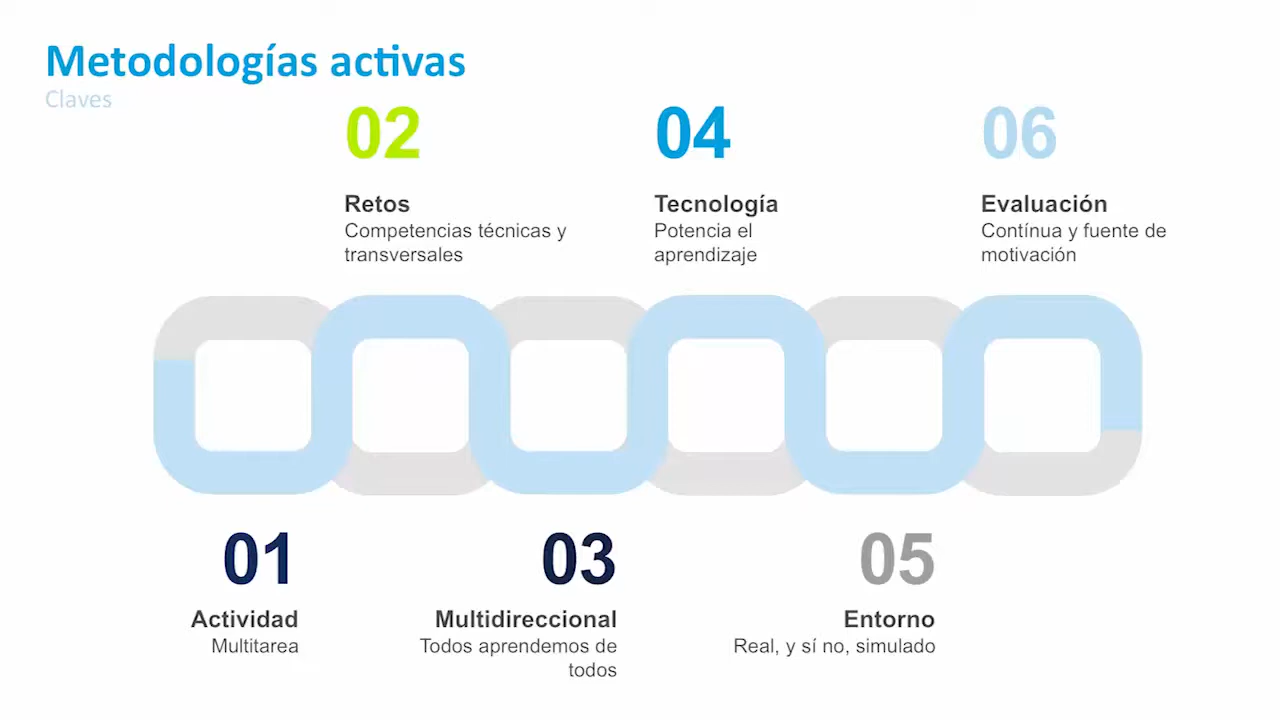 Metodologías activas
Claves
02
Retos
Competencias técnicas y
transversales
04
Tecnología
Potencia el
aprendizaje
06
Evaluación
Contínua y fuente de
motivación
01
Actividad
Multitarea
03
Multidireccional
Todos aprendemos de
todos
05
Entorno
Real, y sí no, simulado